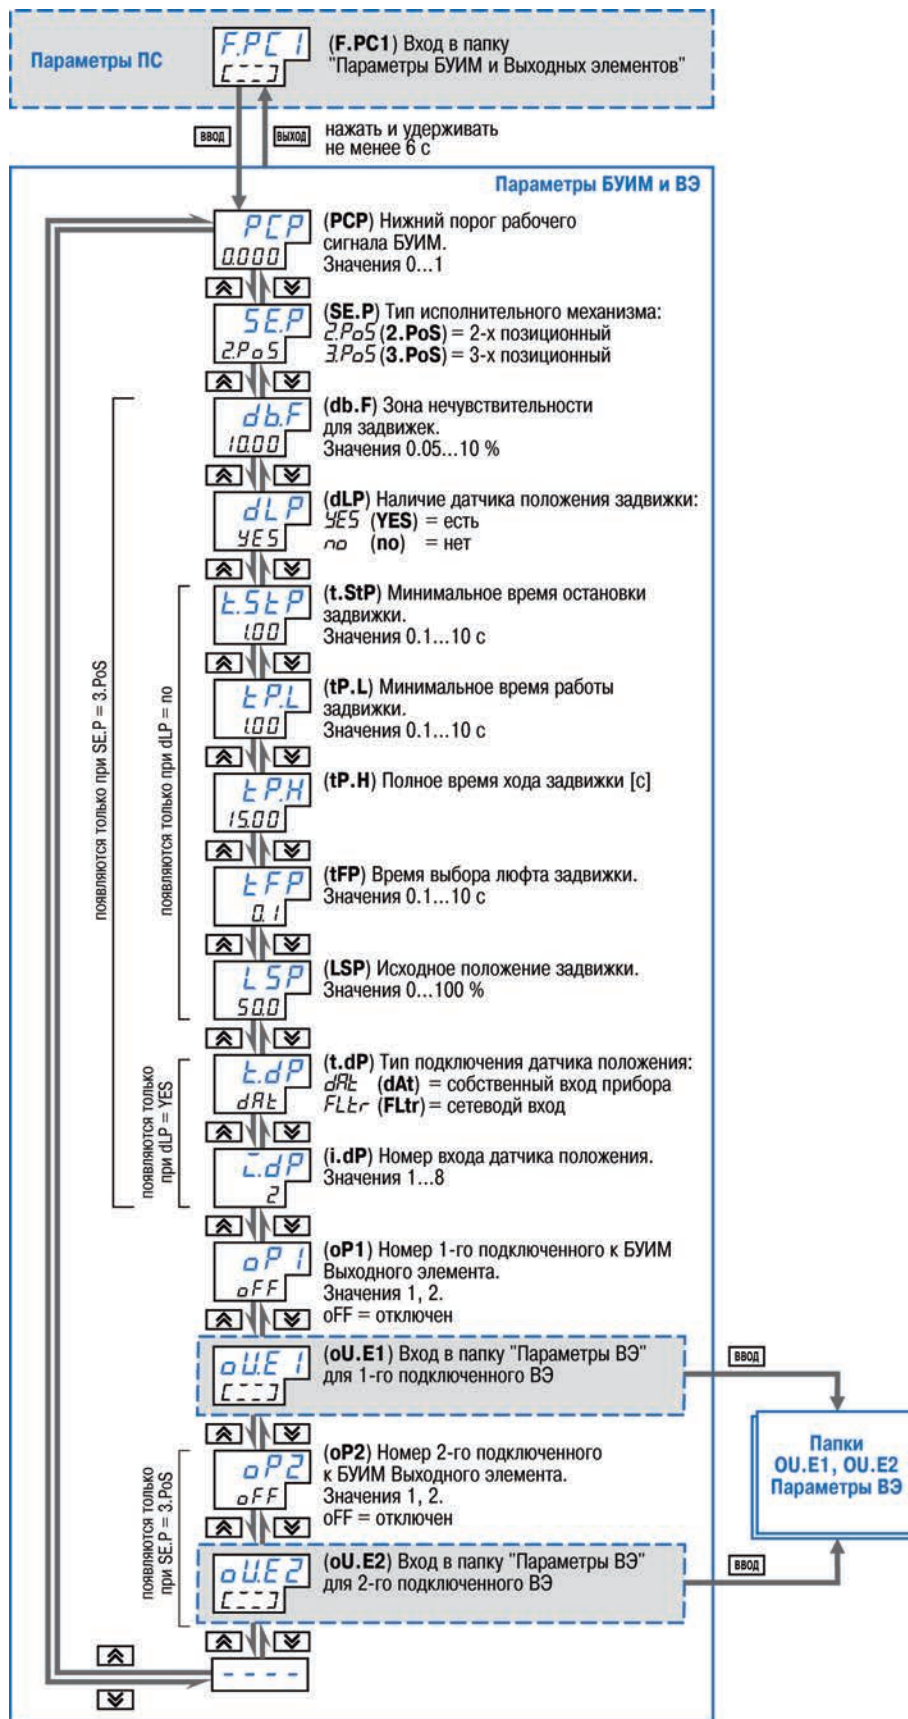 Параметры ПС
F.PC1
[---]
(F.PC1) Вход в папку
"Параметры БУИМ и Выходных элементов"
ВВОД
ВЫХОД
нажать и удерживать
не менее 6 с
Параметры БУИМ и ВЭ
PCP
0.000
(PCP) Нижний порог рабочего
сигнала БУИМ.
Значения 0...1
SE.P
2.PoS
(SE.P) Тип исполнительного механизма:
2.PoS (2.PoS) = 2-х позиционный
3.PoS (3.PoS) = 3-х позиционный
появляются только при SE.P = 3.PoS
db.F
10.00
(db.F) Зона нечувствительности
для задвижек.
Значения 0.05...10 %
dLP
YES
(dLP) Наличие датчика положения задвижки:
YES (YES) = есть
no (no) = нет
появляются только при dLP = no
t.StP
1.00
(t.StP) Минимальное время остановки
задвижки.
Значения 0.1...10 с
tP.L
1.00
(tP.L) Минимальное время работы
задвижки.
Значения 0.1...10 с
tP.H
15.00
(tP.H) Полное время хода задвижки [с]
tFP
0.1
(tFP) Время выбора люфта задвижки.
Значения 0.1...10 с
LSP
50.0
(LSP) Исходное положение задвижки.
Значения 0...100 %
появляются только
при dLP = YES
t.dP
dAt
(t.dP) Тип подключения датчика положения:
dAt (dAt) = собственный вход прибора
FLtr (FLtr) = сетеводй вход
i.dP
2
(i.dP) Номер входа датчика положения.
Значения 1...8
oP1
oFF
(oP1) Номер 1-го подключенного к БУИМ
Выходного элемента.
Значения 1, 2.
oFF = отключен
oU.E1
[---]
(oU.E1) Вход в папку "Параметры ВЭ"
для 1-го подключенного ВЭ
ВВОД
Папки
OU.E1, OU.E2
Параметры ВЭ
появляются только
при SE.P = 3.PoS
oP2
oFF
(oP2) Номер 2-го подключенного
к БУИМ Выходного элемента.
Значения 1, 2.
oFF = отключен
oU.E2
[---]
(oU.E2) Вход в папку "Параметры ВЭ"
для 2-го подключенного ВЭ
ВВОД
----